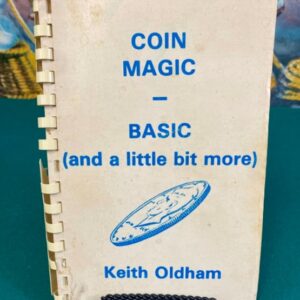 COIN
MAGIC
—
BASIC
(and a little bit more)
Keith Oldham